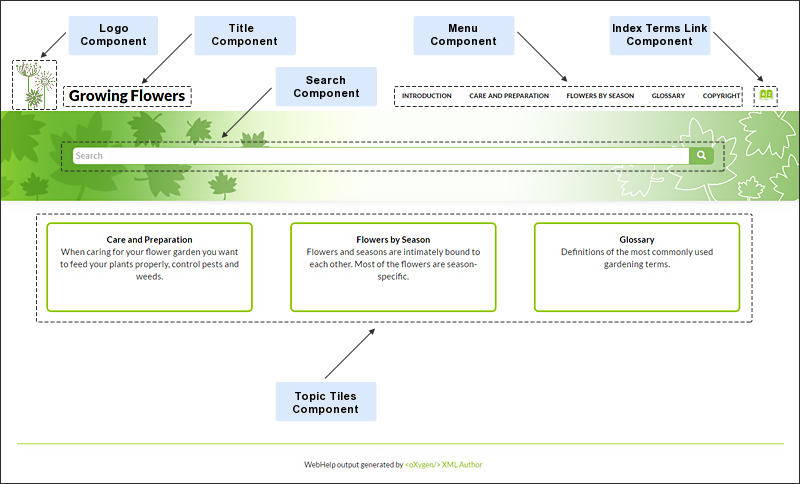 Logo
Component
Title
Component
Menu
Component
Index Terms Link
Component
Search
Component
Growing Flowers
INTRODUCTION CARE AND PREPARATION FLOWERS BY SEASON GLOSSARY COPYRIGHT
Search
Care and Preparation
When caring for your flower garden you want
to feed your plants properly, control pests and
weeds.
Flowers by Season
Flowers and seasons are intimately bound to
each other. Most of the flowers are season-
specific.
Glossary
Definitions of the most commonly used
gardening terms.
Topic Tiles
Component
WebHelp output generated by <oXygen/> XML Author